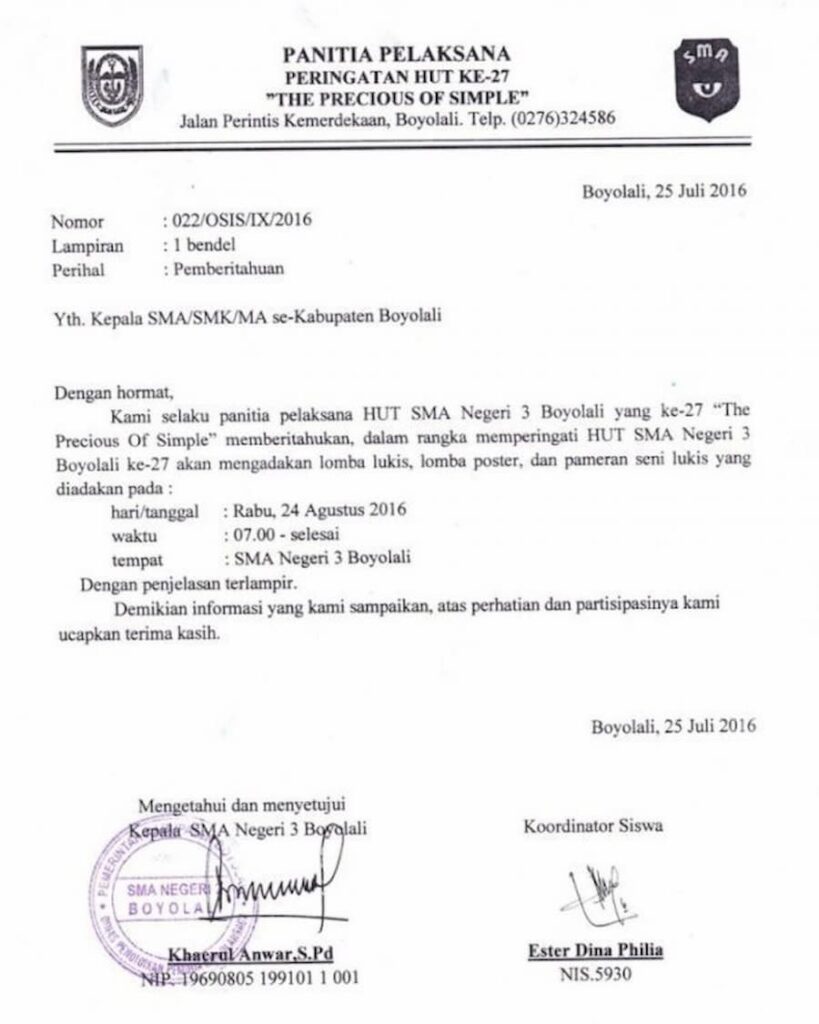 PANITIA PELAKSANA
PERINGATAN HUT KE-27
"THE PRECIOUS OF SIMPLE"
Jalan Perintis Kemerdekaan, Boyolali. Telp. (0276)324586
SMA
Boyolali, 25 Juli 2016
Nomor : 022/OSIS/IX/2016
Lampiran : 1 bendel
Perihal : Pemberitahuan
Yth. Kepala SMA/SMK/MA se-Kabupaten Boyolali
Dengan hormat,
Kami selaku panitia pelaksana HUT SMA Negeri 3 Boyolali yang ke-27 “The
Precious Of Simple” memberitahukan, dalam rangka memperingati HUT SMA Negeri 3
Boyolali ke-27 akan mengadakan lomba lukis, lomba poster, dan pameran seni lukis yang
diadakan pada :
hari/tanggal : Rabu, 24 Agustus 2016
waktu : 07.00 - selesai
tempat : SMA Negeri 3 Boyolali
Dengan penjelasan terlampir.
Demikian informasi yang kami sampaikan, atas perhatian dan partisipasinya kami
ucapkan terima kasih.
Boyolali, 25 Juli 2016
Mengetahui dan menyetujui
Kepala SMA Negeri 3 Boyolali
Koordinator Siswa
PEMERINTAH
SMA NEGERI
BOYOLA
Khaerul Anwar,S.Pd
NIP. 19690805 199101 1 001
Ester Dina Philia
NIS.5930